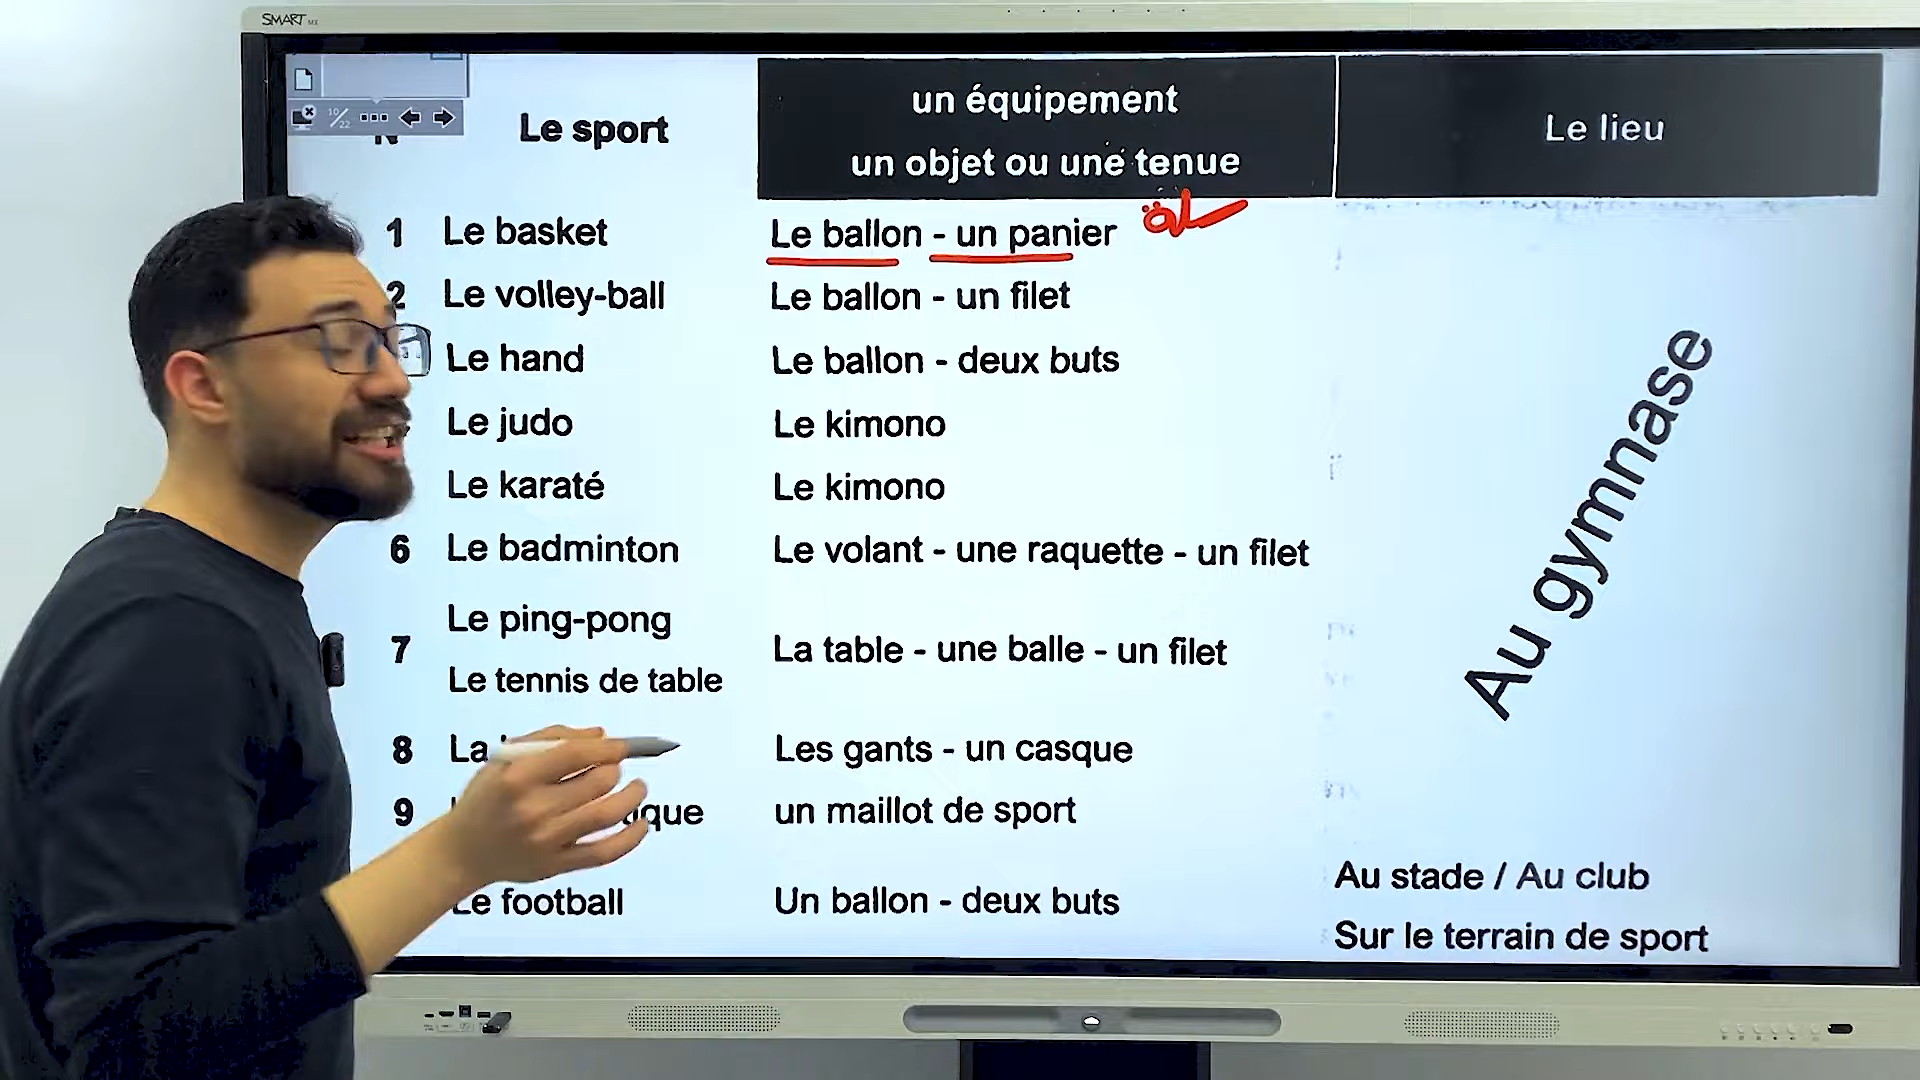 SMART MX
10/22
Le sport
un équipement
un objet ou une tenue
Le lieu
1 Le basket Le ballon - un panier سلة
2 Le volley-ball Le ballon - un filet
Le hand Le ballon - deux buts
Le judo Le kimono
Le karaté Le kimono
6 Le badminton Le volant - une raquette - un filet
Au gymnase
7 Le ping-pong
Le tennis de table
La table - une balle - un filet
8 La Les gants - un casque
9 un maillot de sport
Le football Un ballon - deux buts
Au stade / Au club
Sur le terrain de sport